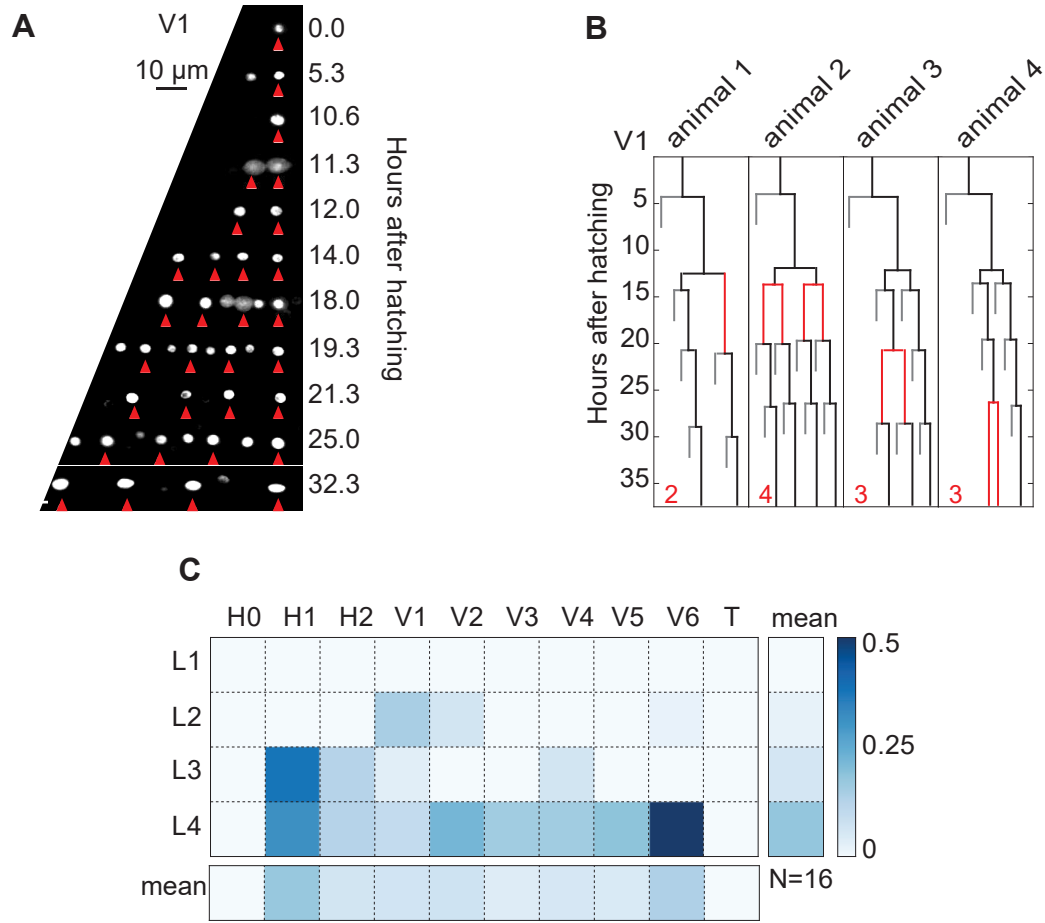 A
V1
10 µm
0.0
5.3
10.6
11.3
12.0
14.0
18.0
19.3
21.3
25.0
32.3
Hours after hatching
B
V1
animal 1
animal 2
animal 3
animal 4
5
10
15
20
25
30
35
Hours after hatching
2
4
3
3
C
H0 H1 H2 V1 V2 V3 V4 V5 V6 T mean
L1
L2
L3
L4
mean
0.5
0.25
0
N=16